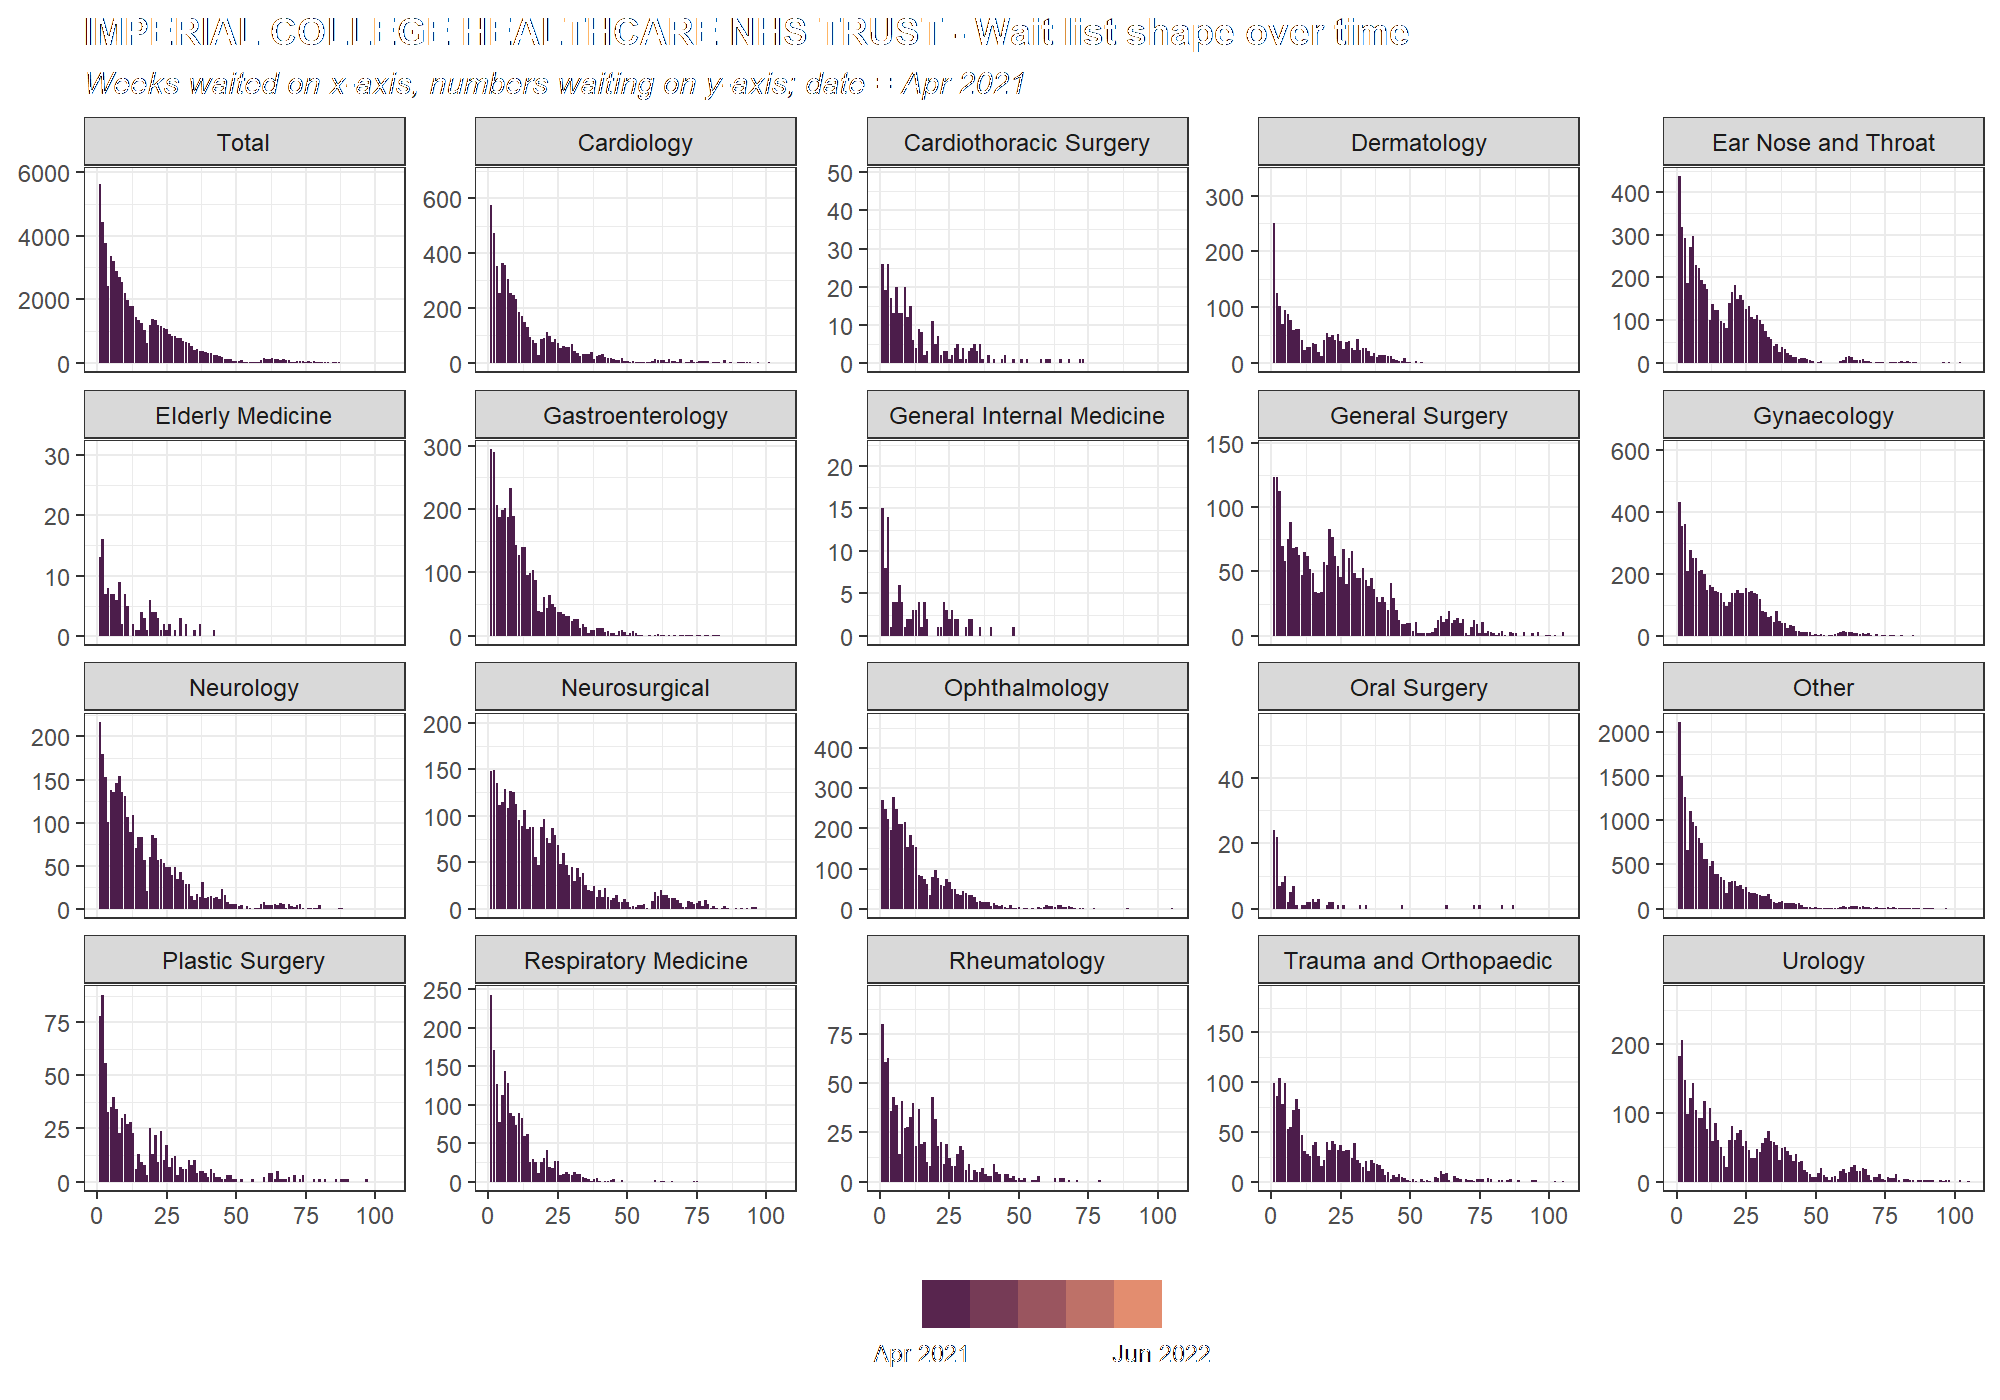 IMPERIAL COLLEGE HEALTHCARE NHS TRUST - Wait list shape over time
Weeks waited on x-axis, numbers waiting on y-axis; date = Apr 2021
Total Cardiology Cardiothoracic Surgery Dermatology Ear Nose and Throat
6000 4000 2000 0
600 400 200 0
50 40 30 20 10 0
300 200 100 0
400 300 200 100 0
Elderly Medicine Gastroenterology General Internal Medicine General Surgery Gynaecology
30 20 10 0
300 200 100 0
20 15 10 5 0
150 100 50 0
600 400 200 0
Neurology Neurosurgical Ophthalmology Oral Surgery Other
200 150 100 50 0
200 150 100 50 0
400 300 200 100 0
40 20 0
2000 1500 1000 500 0
Plastic Surgery Respiratory Medicine Rheumatology Trauma and Orthopaedic Urology
75 50 25 0
250 200 150 100 50 0
75 50 25 0
150 100 50 0
200 100 0
0 25 50 75 100 0 25 50 75 100 0 25 50 75 100 0 25 50 75 100 0 25 50 75 100
Apr 2021 Jun 2022